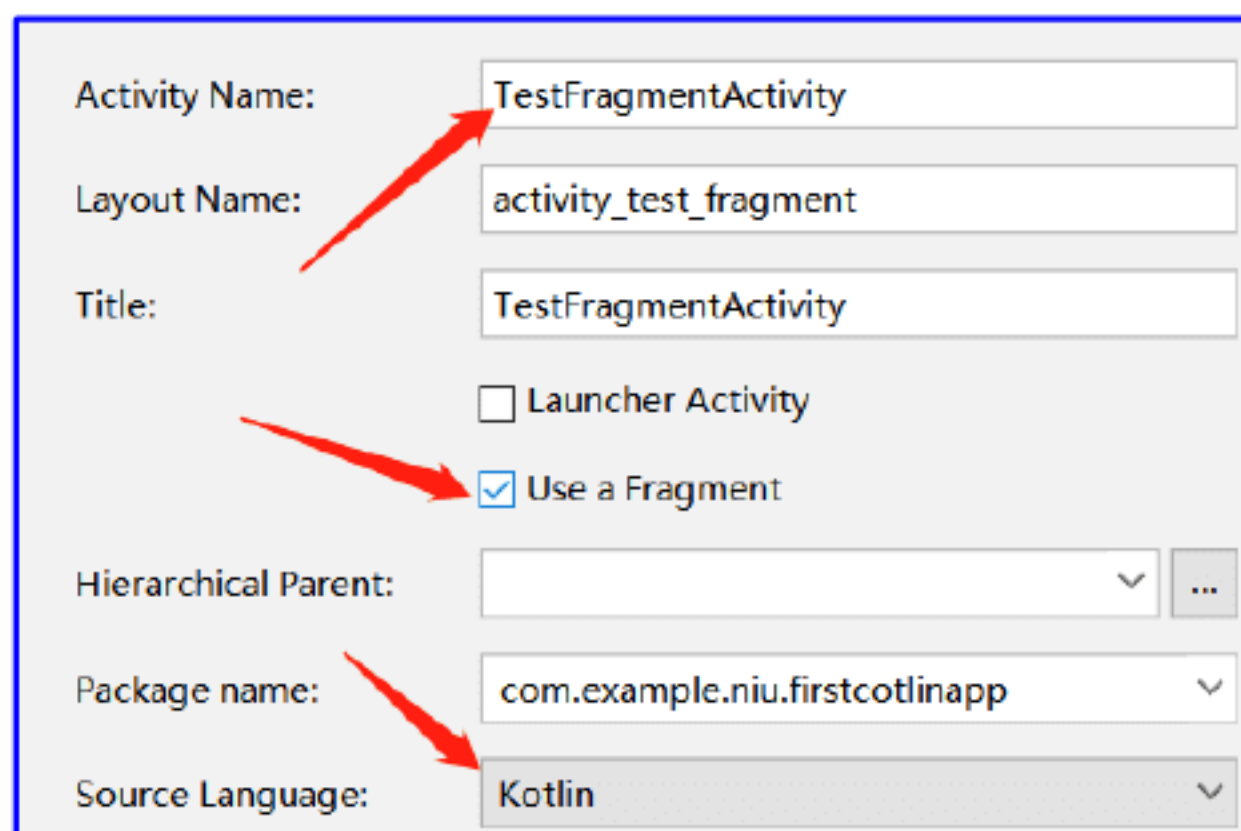 Activity Name: TestFragmentActivity
Layout Name: activity_test_fragment
Title: TestFragmentActivity
Launcher Activity
Use a Fragment
Hierarchical Parent: ...
Package name: com.example.niu.firstcotlinapp
Source Language: Kotlin